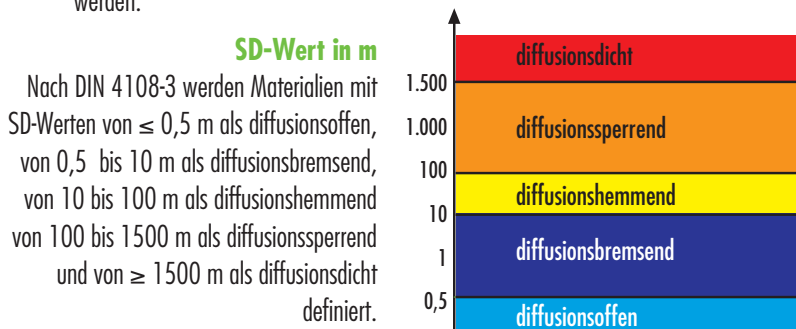 werden.
SD-Wert in m
Nach DIN 4108-3 werden Materialien mit
SD-Werten von ≤ 0,5 m als diffusionsoffen,
von 0,5 bis 10 m als diffusionsbremsend,
von 10 bis 100 m als diffusionshemmend
von 100 bis 1500 m als diffusionssperrend
und von ≥ 1500 m als diffusionsdicht
definiert.
diffusionsdicht
1.500
1.000
diffusionssperrend
100
diffusionshemmend
10
1
diffusionsbremsend
0,5
diffusionsoffen